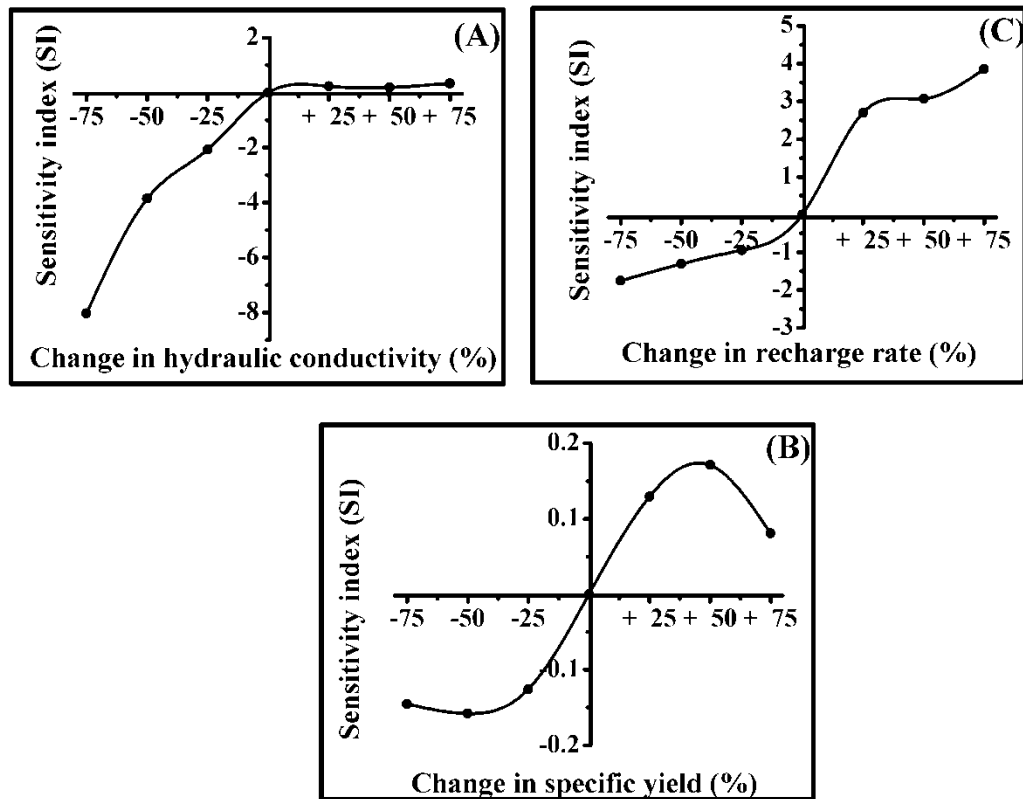 (A)
Sensitivity index (SI)
2
-75 -50 -25 + 25 + 50 + 75
-2
-4
-6
-8
Change in hydraulic conductivity (%)
(C)
Sensitivity index (SI)
5
4
3
2
1
-75 -50 -25 + 25 + 50 + 75
-1
-2
-3
Change in recharge rate (%)
(B)
Sensitivity index (SI)
0.2
0.1
-75 -50 -25 + 25 + 50 + 75
-0.1
-0.2
Change in specific yield (%)